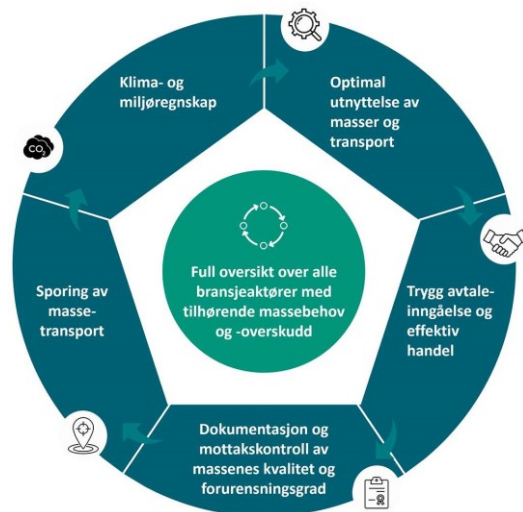 Klima- og
miljøregnskap
Optimal
utnyttelse av
masser og
transport
CO₂
Full oversikt over alle
bransjeaktører med
tilhørende massebehov
og -overskudd
Sporing av
masse-
transport
Trygg avtale-
inngåelse og
effektiv
handel
Dokumentasjon og
mottakskontroll av
massenes kvalitet og
forurensningsgrad